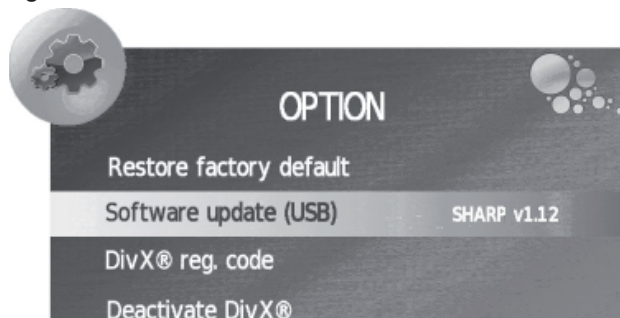 OPTION
Restore factory default
Software update (USB) SHARP v1.12
DivX® reg. code
Deactivate DivX®